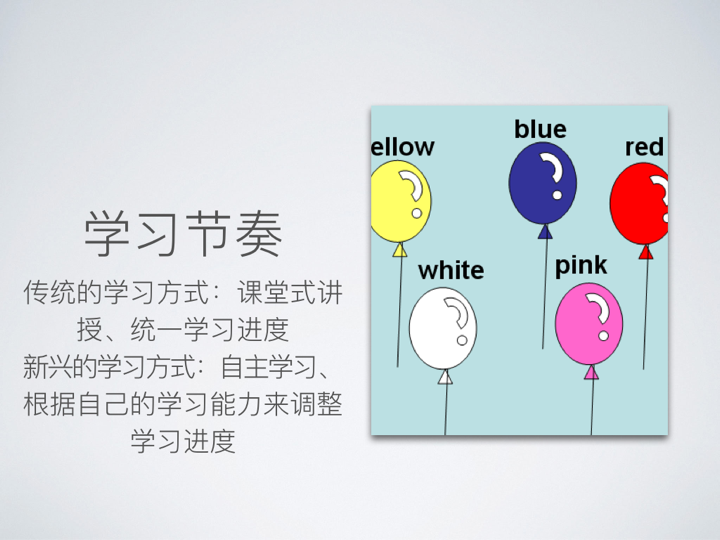 学习节奏
传统的学习方式：课堂式讲
授、统一学习进度
新兴的学习方式：自主学习、
根据自己的学习能力来调整
学习进度
ellow
blue
red
white
pink